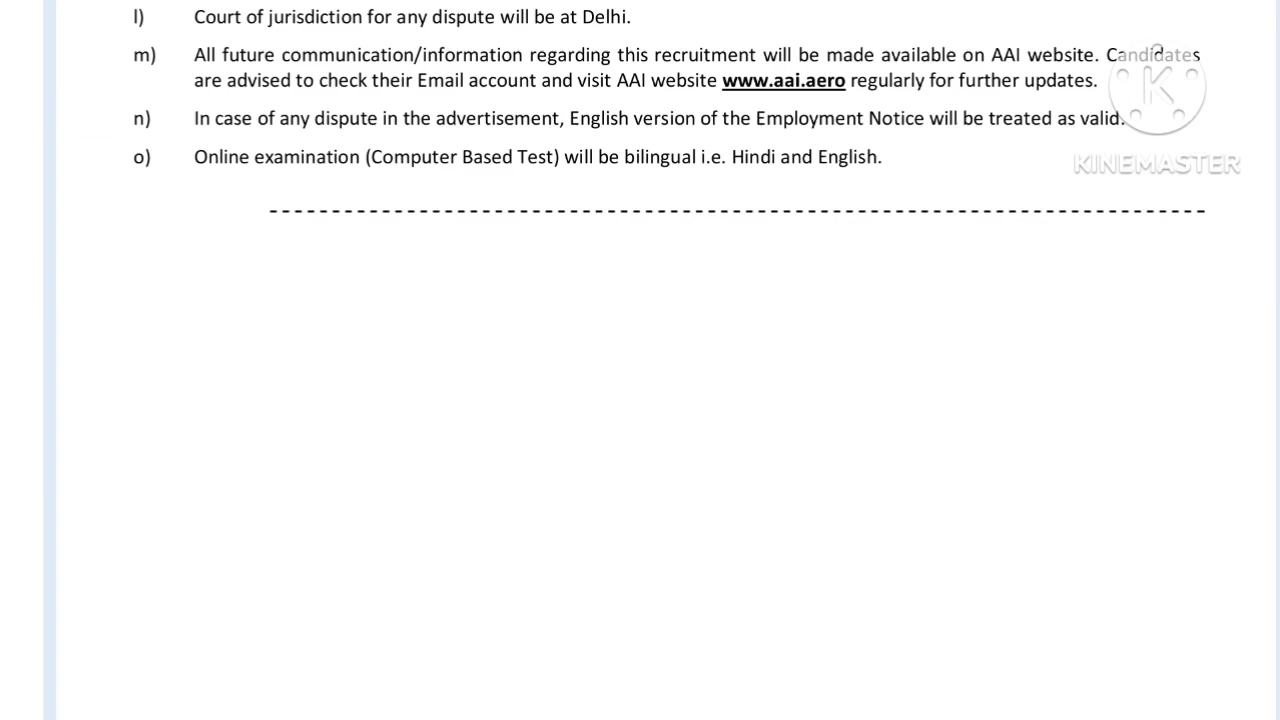 l) Court of jurisdiction for any dispute will be at Delhi.
m) All future communication/information regarding this recruitment will be made available on AAI website. Candidates
are advised to check their Email account and visit AAI website www.aai.aero regularly for further updates.
n) In case of any dispute in the advertisement, English version of the Employment Notice will be treated as valid.
o) Online examination (Computer Based Test) will be bilingual i.e. Hindi and English.
K
KINEMASTER